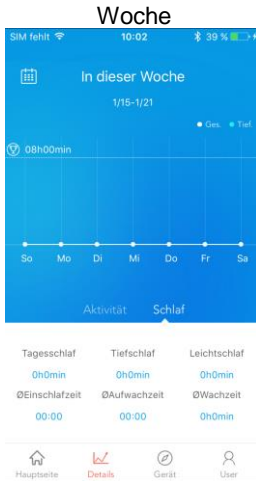 Woche
SIM fehlt 10:02 39 %
In dieser Woche
1/15-1/21
Ges. Tief.
08h00min
So Mo Di Mi Do Fr Sa
Aktivität Schlaf
Tagesschlaf Tiefschlaf Leichtschlaf
0h0min 0h0min 0h0min
ØEinschlafzeit ØAufwachzeit ØWachzeit
00:00 00:00 0h0min
Hauptseite Details Gerät User